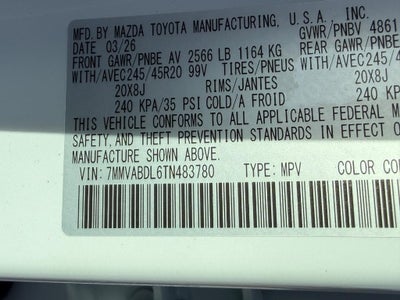 MFD.BY MAZDA TOYOTA MANUFACTURING, U.S.A., INC.
DATE 03/26 GVWR/PNBV 4861
FRONT GAWR/PNBE AV 2566 LB 1164 KG REAR GAWR/PNBE
WITH/AVEC245/45R20 99V TIRES/PNEUS WITH/AVEC245/4
20X8J RIMS/JANTES 20X8J
240 KPA/35 PSI COLD/A FROID 240 KP
THIS VEHICLE CONFORMS TO ALL APPLICABLE FEDERAL M
SAFETY, AND THEFT PREVENTION STANDARDS IN EFFECT O
MANUFACTURE SHOWN ABOVE.
VIN: 7MMVABDL6TN483780 TYPE: MPV COLOR CO